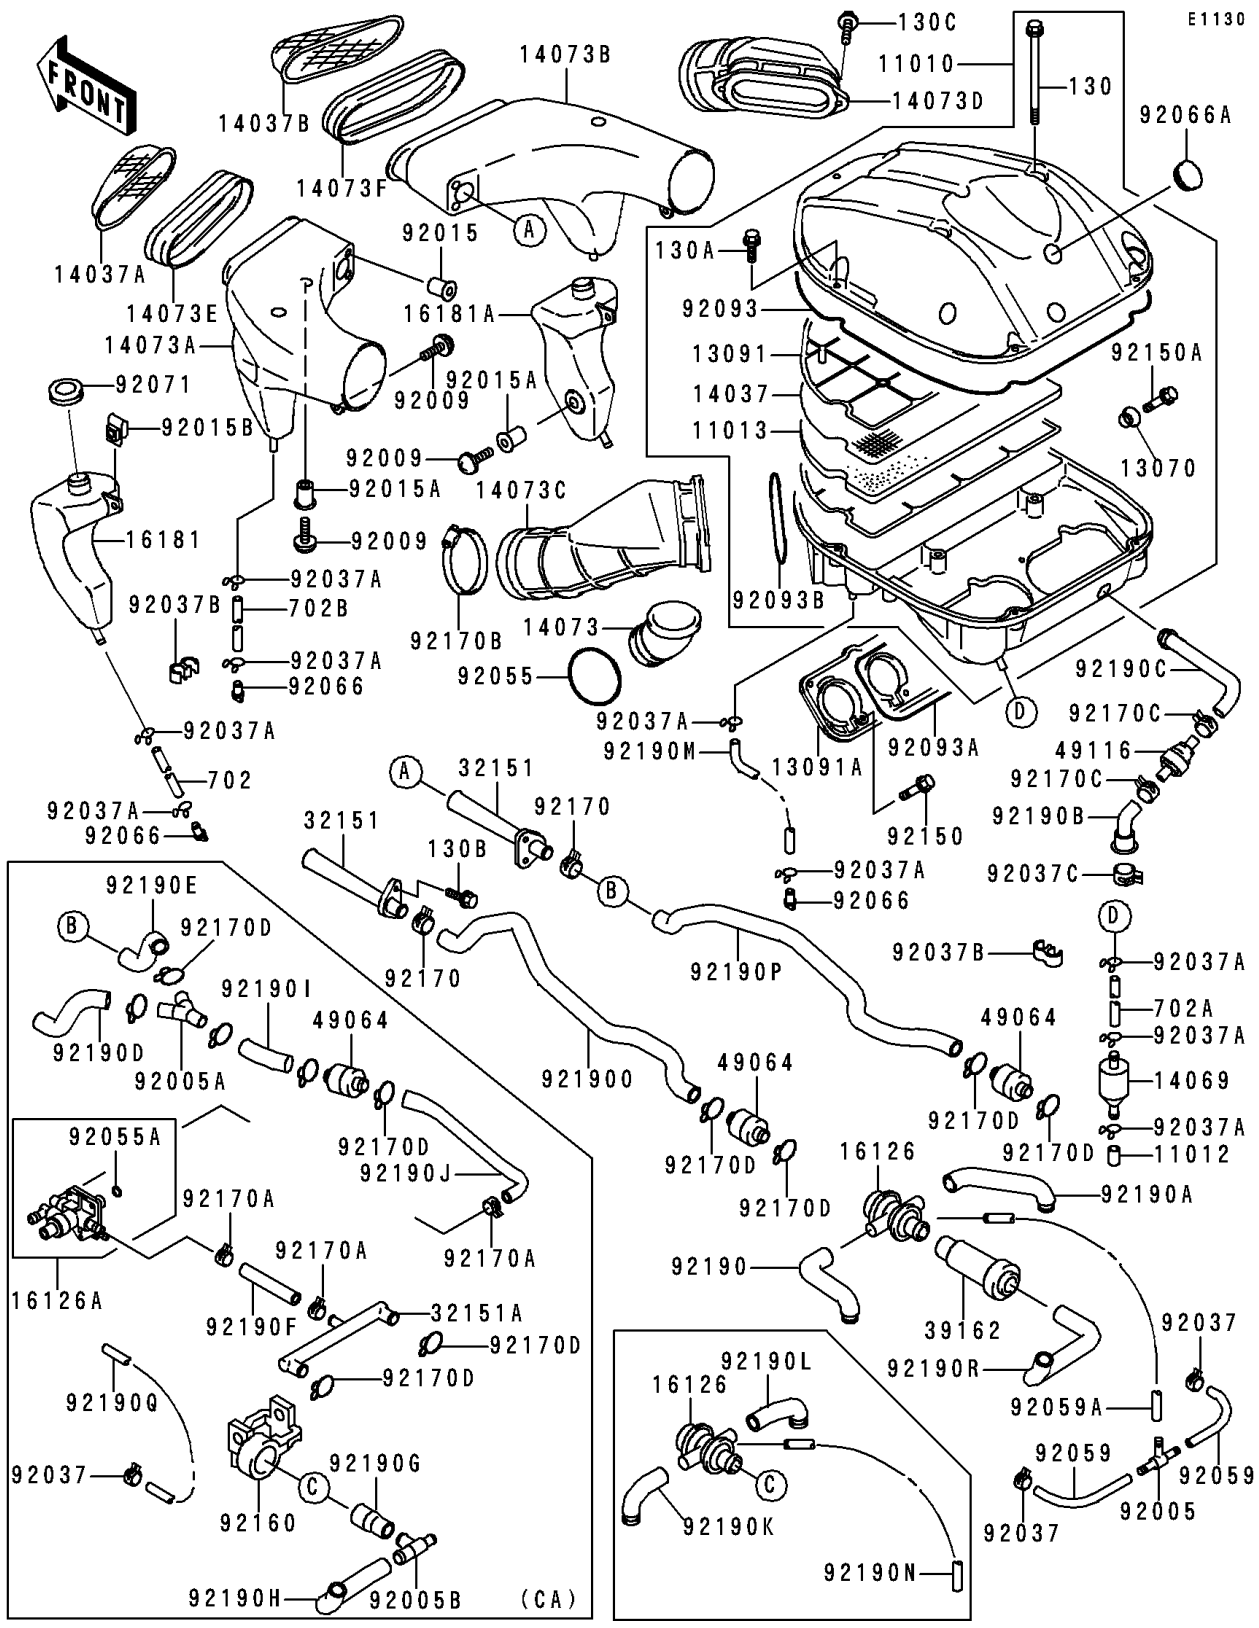 E1130
FRONT
130C
14073B
11010
130
14073D
92066A
14037B
14073F
A
92015
130A
14037A
14073E
16181A
92093
14073A
13091
92150A
92071
92015A
92009
14037
92015B
11013
92009
13070
92015A
14073C
16181
92009
92037A
92037B
702B
92093B
92170B
14073
92037A
92066
92055
92190C
D
92037A
92037A
92190M
92093A
92170C
49116
13091A
A
32151
702
92170C
92037A
92170
92190B
92066
32151
92150
130B
92037A
92037C
92190E
B
92066
B
92170D
D
92037B
92037A
92170
92190P
92190I
702A
49064
49064
92037A
92190D
92005A
921900
49064
14069
92170D
92037A
92055A
92170D
92190J
92170D
92170D
16126
11012
92170A
92170D
92190A
92170A
92170A
92190
16126A
32151A
92190F
39162
92037
92170D
92190R
92190L
92170D
16126
92190Q
92059A
92037
92190G
92059
92059
C
C
92160
92005
92190K
92037
92190N
92190H
92005B
(CA)